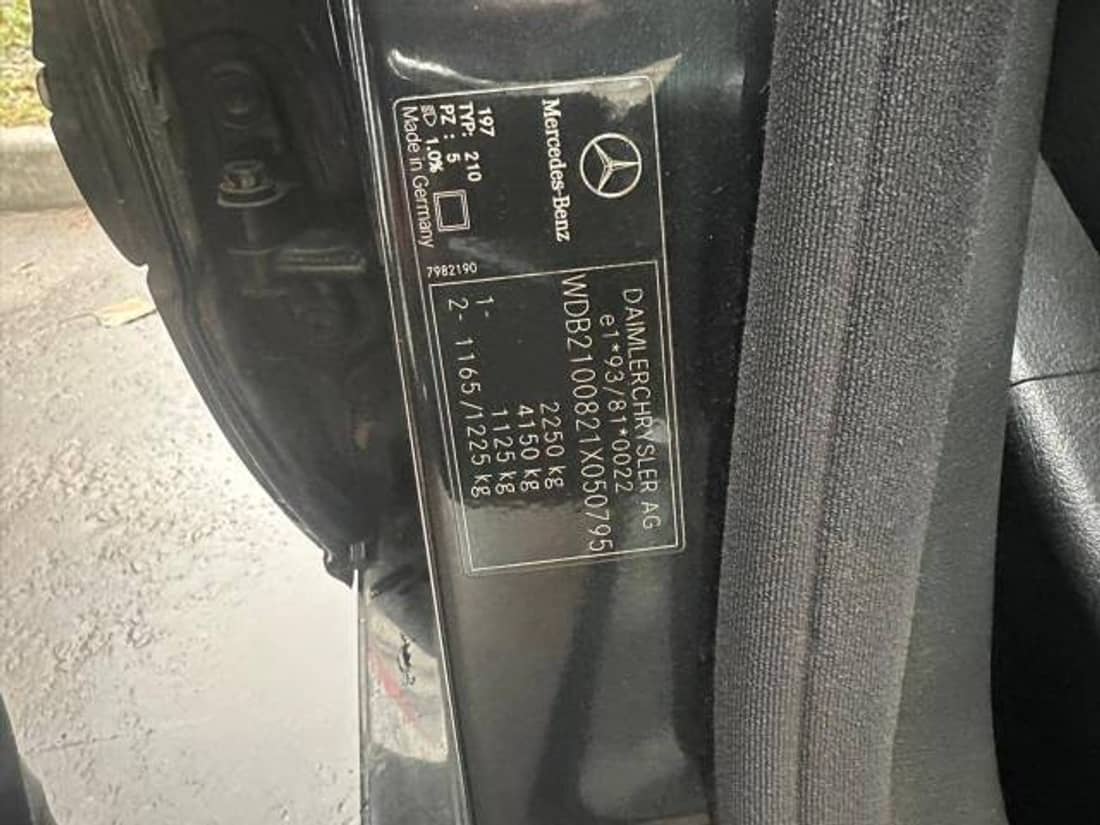 Mercedes-Benz
197
TYP: 210
PZ : 5
1.0%
Made in Germany
7982190
DAIMLERCHRYSLER AG
e1*93/81*0022
WDB2100821X050795
2250 kg
4150 kg
1- 1125 kg
2- 1165/1225 kg